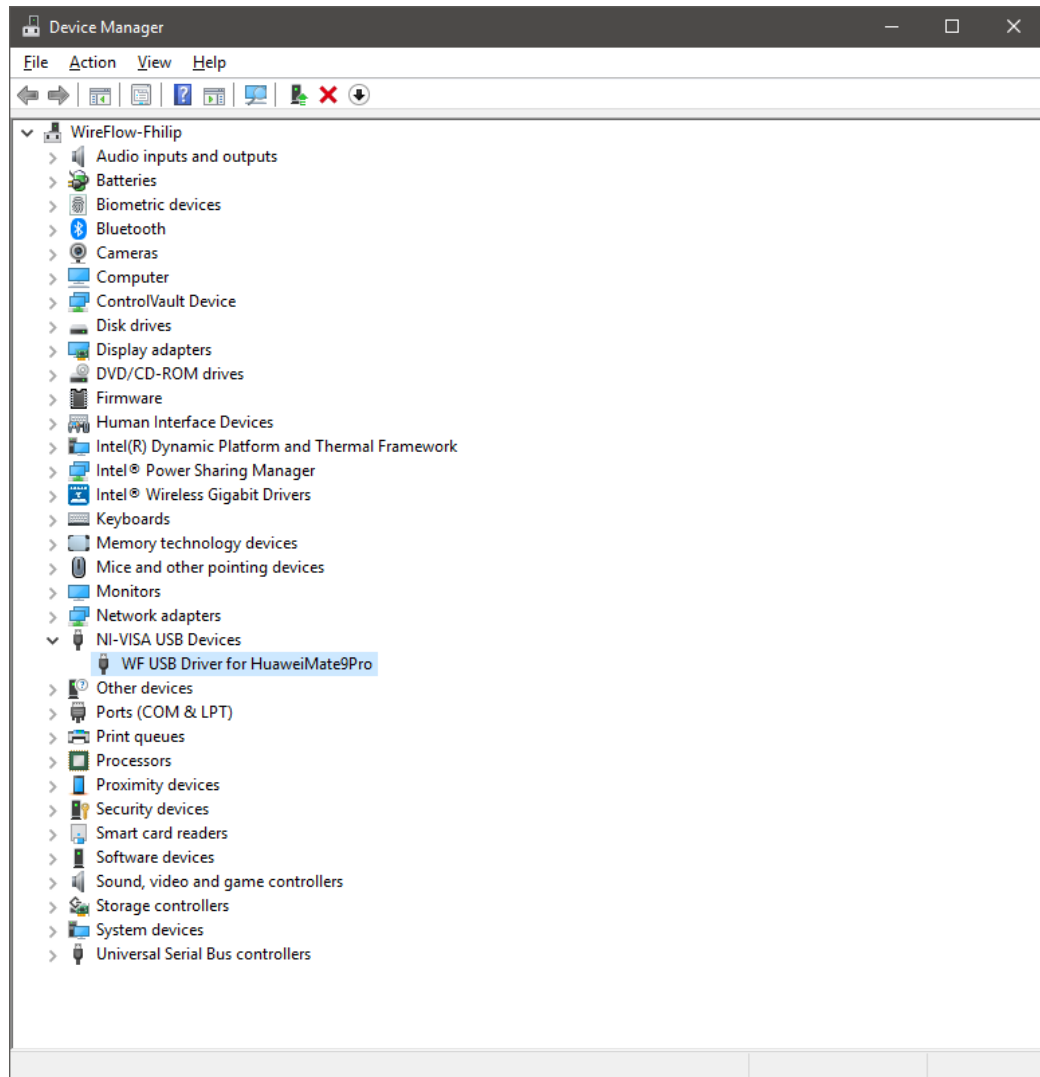 Device Manager
File Action View Help
WireFlow-Fhilip
Audio inputs and outputs
Batteries
Biometric devices
Bluetooth
Cameras
Computer
ControlVault Device
Disk drives
Display adapters
DVD/CD-ROM drives
Firmware
Human Interface Devices
Intel(R) Dynamic Platform and Thermal Framework
Intel® Power Sharing Manager
Intel® Wireless Gigabit Drivers
Keyboards
Memory technology devices
Mice and other pointing devices
Monitors
Network adapters
NI-VISA USB Devices
WF USB Driver for HuaweiMate9Pro
Other devices
Ports (COM & LPT)
Print queues
Processors
Proximity devices
Security devices
Smart card readers
Software devices
Sound, video and game controllers
Storage controllers
System devices
Universal Serial Bus controllers